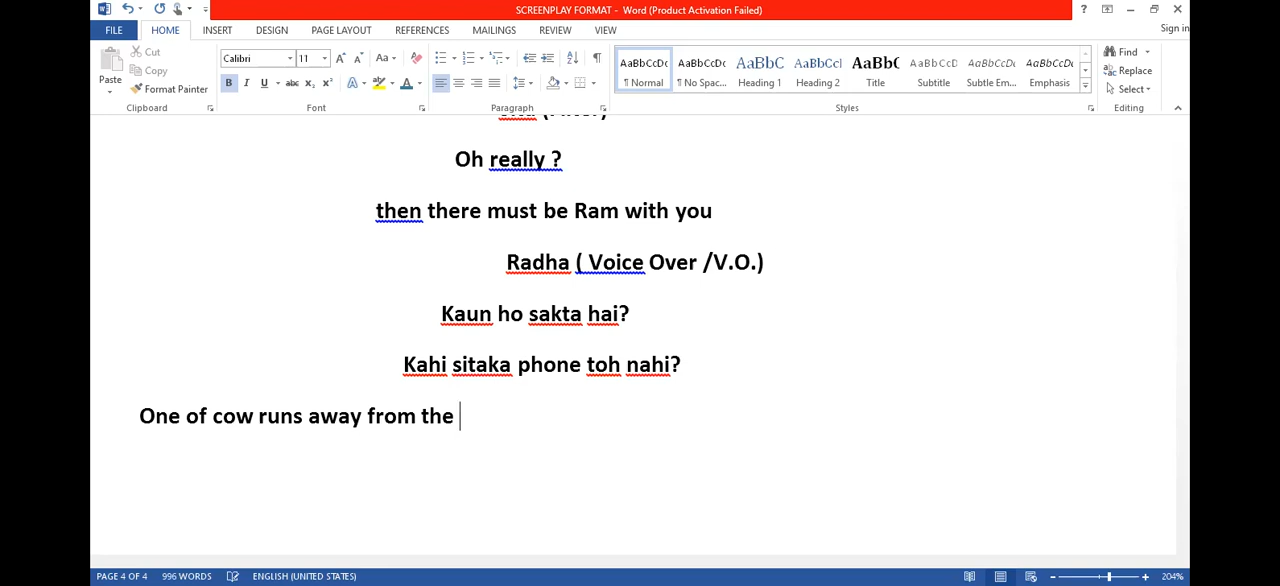 SCREENPLAY FORMAT - Word (Product Activation Failed)
?
FILE HOME INSERT DESIGN PAGE LAYOUT REFERENCES MAILINGS REVIEW VIEW
Sign in
Paste
Cut
Copy
Format Painter
Clipboard
Calibri 11
B I U abc X₂ X²
Aa
Font
Paragraph
AaBbCcDc AaBbCcDc AaBbC AaBbCcl AaBbC AaBbCcD AaBbCcDc AaBbCcDc
¶ Normal ¶ No Spac... Heading 1 Heading 2 Title Subtitle Subtle Em... Emphasis
Styles
Find
Replace
Select
Editing
Oh really ?
then there must be Ram with you
Radha ( Voice Over /V.O.)
Kaun ho sakta hai?
Kahi sitaka phone toh nahi?
One of cow runs away from the
PAGE 4 OF 4 996 WORDS ENGLISH (UNITED STATES) 204%